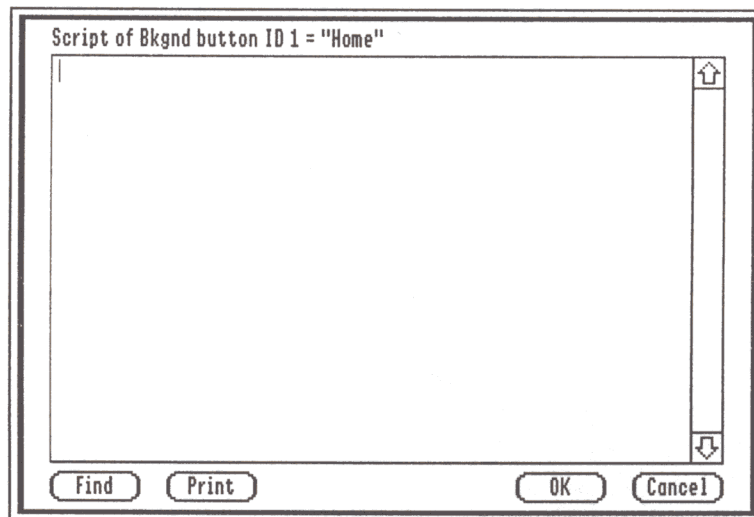 Script of Bkgnd button ID 1 = "Home"
Find Print OK Cancel